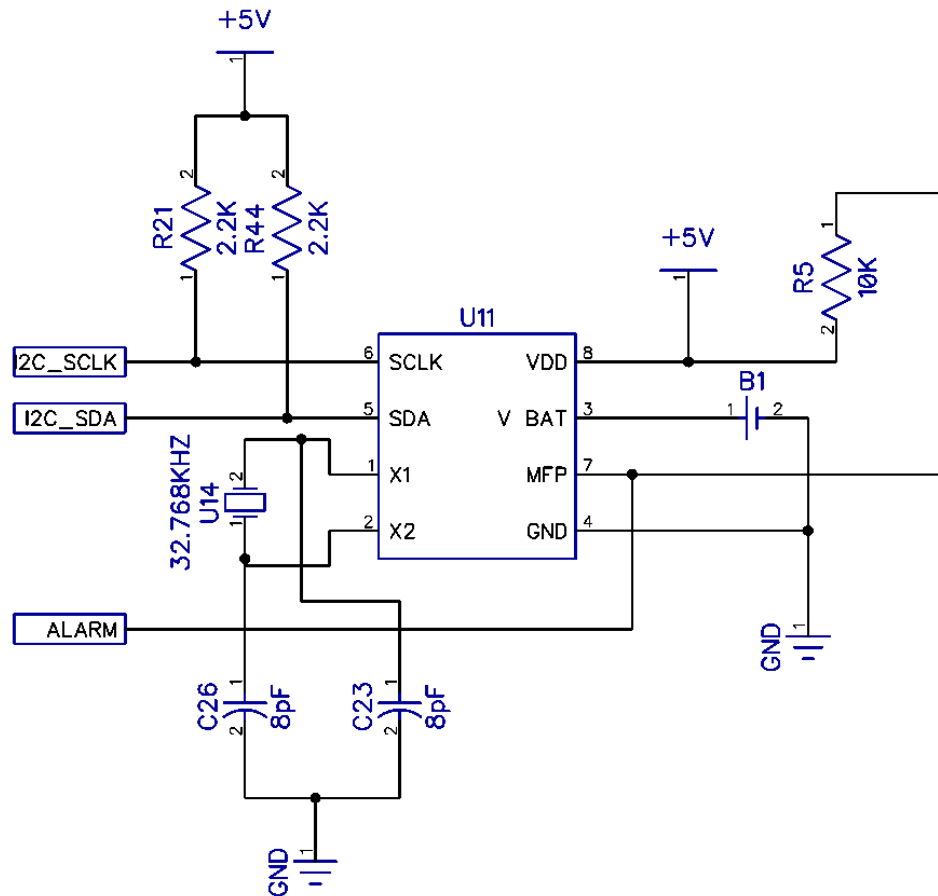 +5V
1
2
2
R21
2.2K
R44
2.2K
1
1
+5V
1
1
R5
10K
2
U11
I2C_SCLK
6
SCLK
VDD
8
B1
I2C_SDA
5
SDA
V BAT
3
1
2
32.768KHZ
U14
2
1
1
X1
MFP
7
2
X2
GND
4
ALARM
1
GND
1
C26
8pF
2
1
C23
8pF
2
1
GND